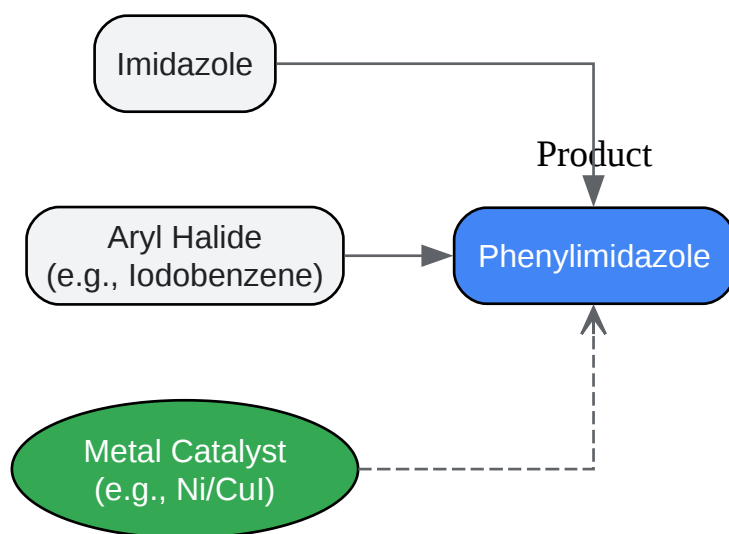 Imidazole
Product
Aryl Halide
(e.g., Iodobenzene)
Phenylimidazole
Metal Catalyst
(e.g., Ni/CuI)